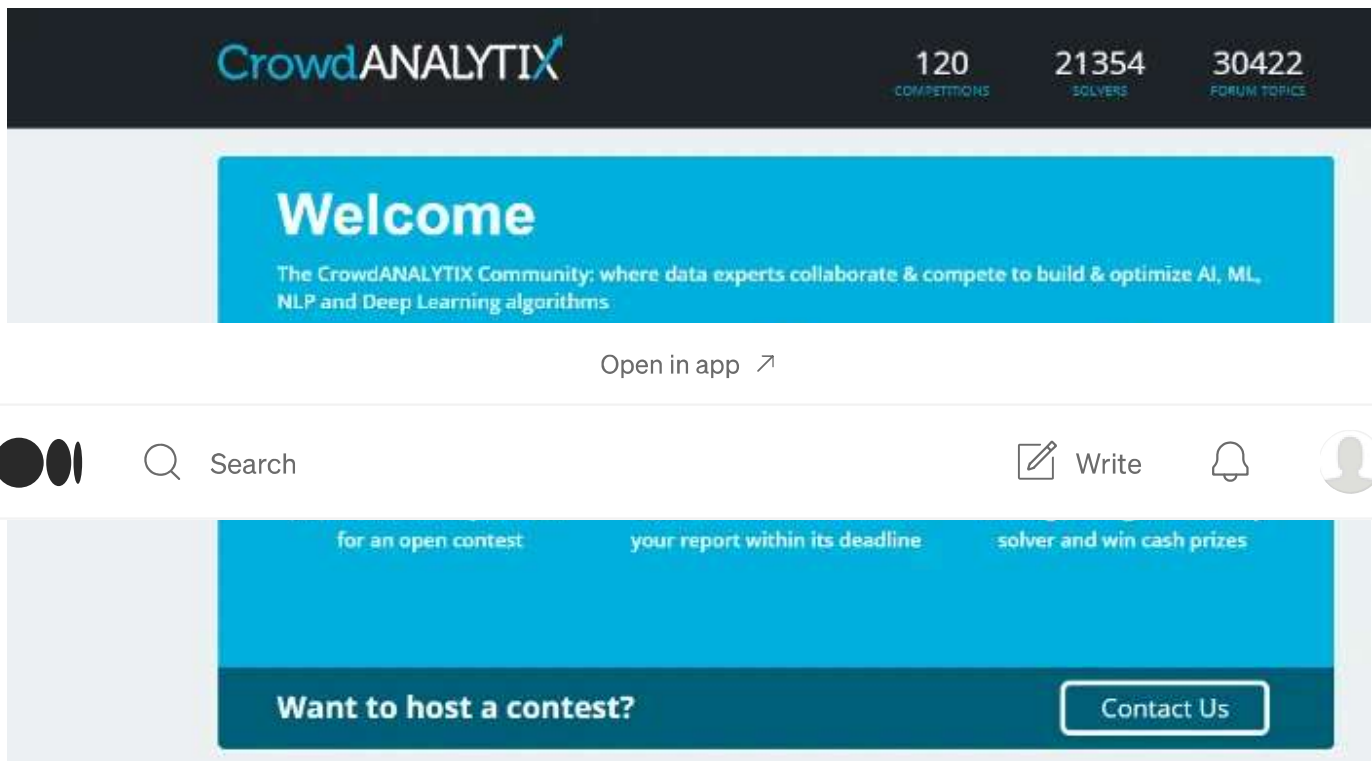 CrowdANALYTIX
120
COMPETITIONS
21354
SOLVERS
30422
FORUM TOPICS
Welcome
The CrowdANALYTIX Community: where data experts collaborate & compete to build & optimize AI, ML,
NLP and Deep Learning algorithms
Open in app
Search
Write
for an open contest
your report within its deadline
solver and win cash prizes
Want to host a contest?
Contact Us